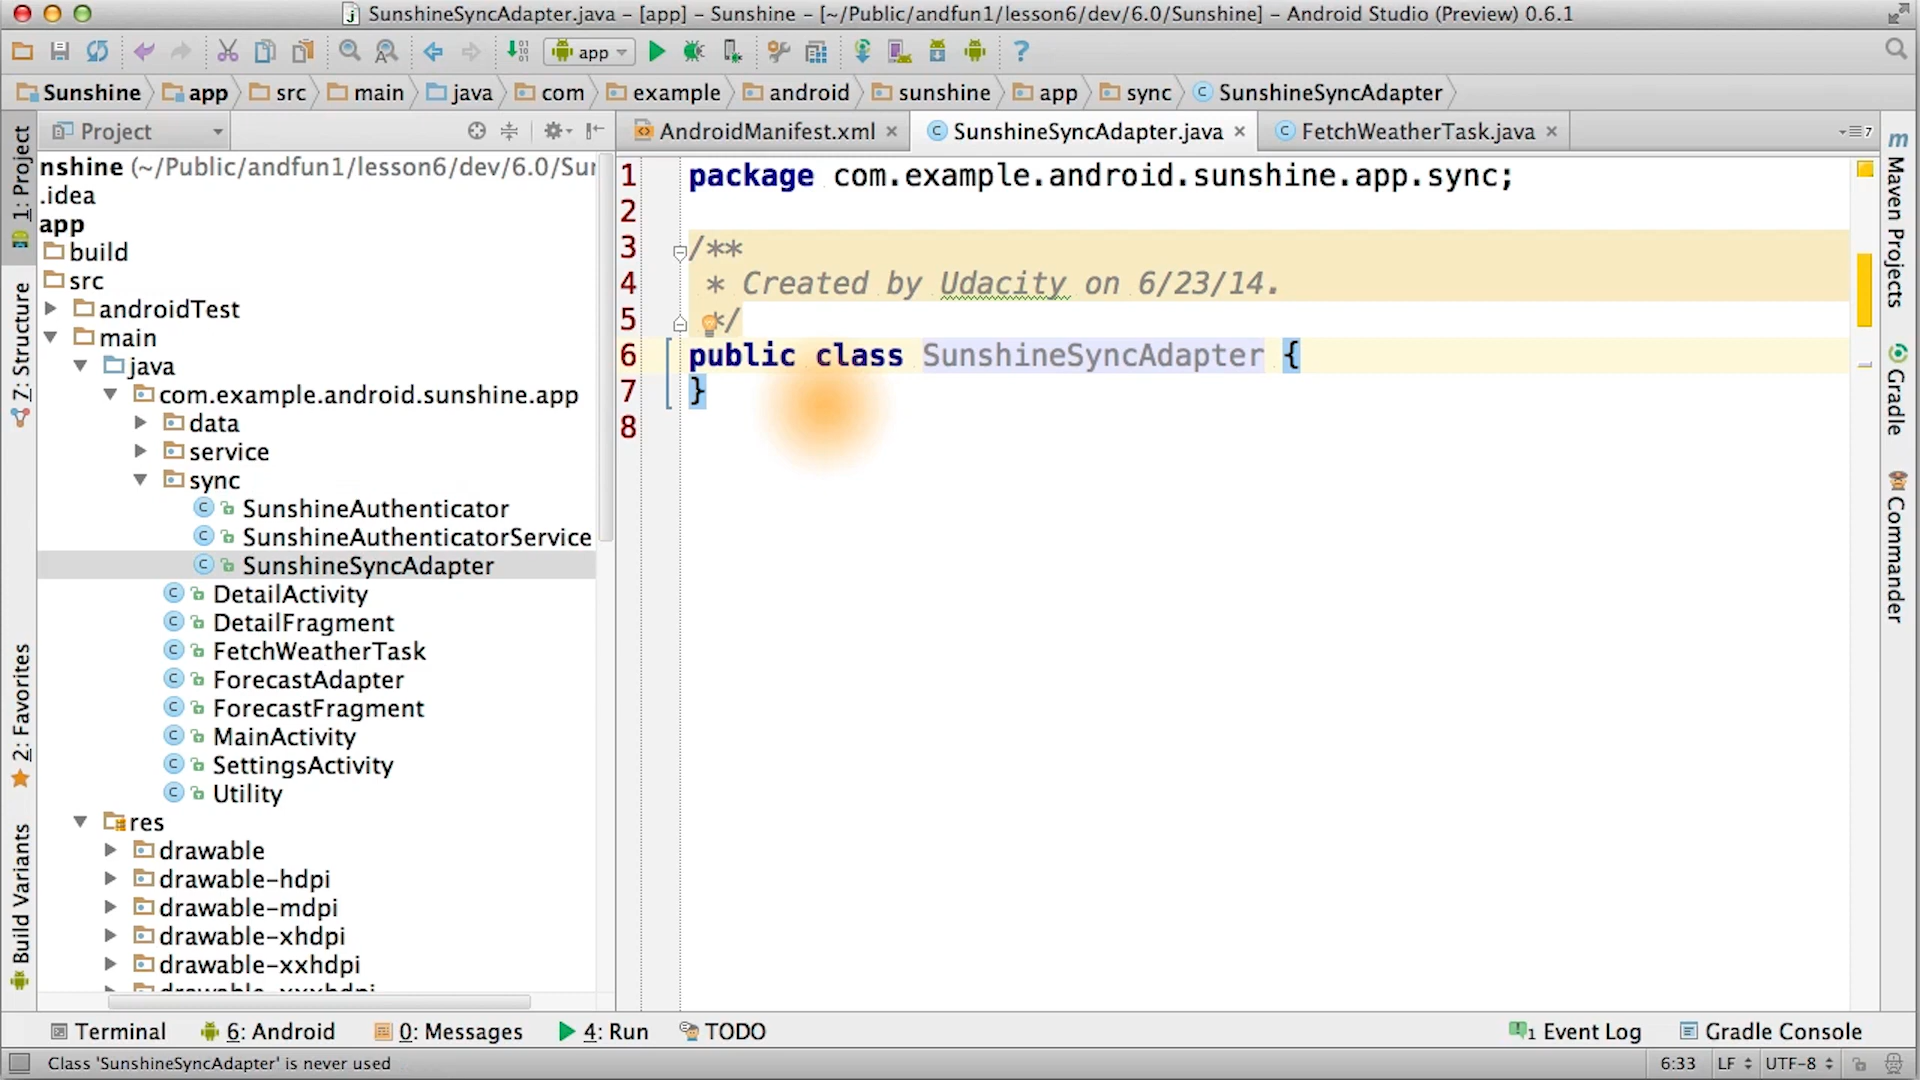 SunshineSyncAdapter.java – [app] – Sunshine – [~/Public/andfun1/lesson6/dev/6.0/Sunshine] – Android Studio (Preview) 0.6.1
app
Sunshine app src main java com example android sunshine app sync SunshineSyncAdapter
Project
AndroidManifest.xml SunshineSyncAdapter.java FetchWeatherTask.java
7
1: Project
7: Structure
2: Favorites
Build Variants
nshine (~/Public/andfun1/lesson6/dev/6.0/Sun
.idea
app
build
src
androidTest
main
java
com.example.android.sunshine.app
data
service
sync
SunshineAuthenticator
SunshineAuthenticatorService
SunshineSyncAdapter
DetailActivity
DetailFragment
FetchWeatherTask
ForecastAdapter
ForecastFragment
MainActivity
SettingsActivity
Utility
res
drawable
drawable-hdpi
drawable-mdpi
drawable-xhdpi
drawable-xxhdpi
drawable-xxxhdpi
1 package com.example.android.sunshine.app.sync;
2
3 /**
4 * Created by Udacity on 6/23/14.
5 */
6 public class SunshineSyncAdapter {
7 }
8
Maven Projects
Gradle
Commander
Terminal 6: Android 0: Messages 4: Run TODO 1 Event Log Gradle Console
Class 'SunshineSyncAdapter' is never used 6:33 LF UTF-8